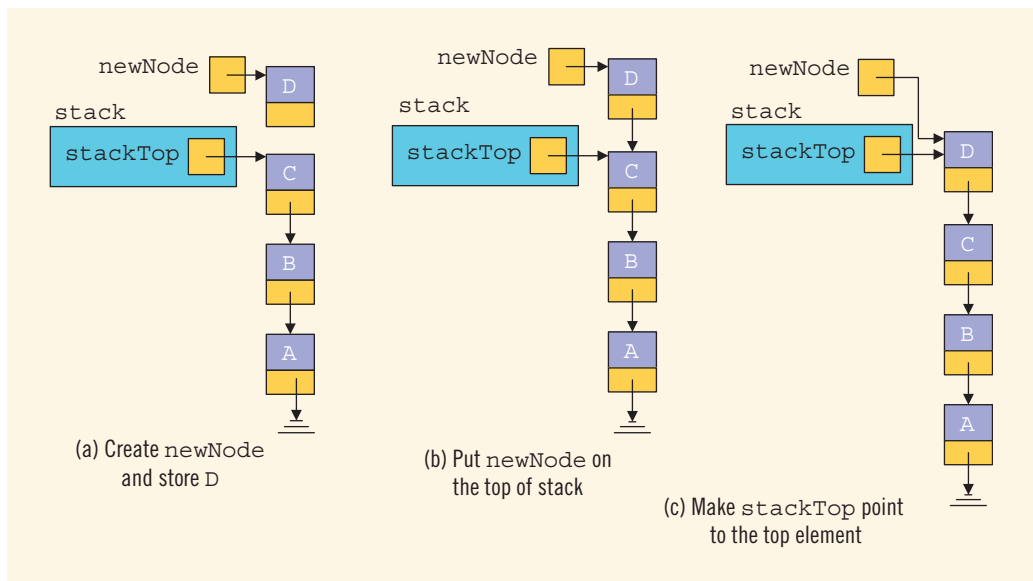 newNode
D
stack
stackTop
C
B
A
(a) Create newNode
and store D
newNode
D
stack
stackTop
C
B
A
(b) Put newNode on
the top of stack
newNode
stack
stackTop
D
C
B
A
(c) Make stackTop point
to the top element